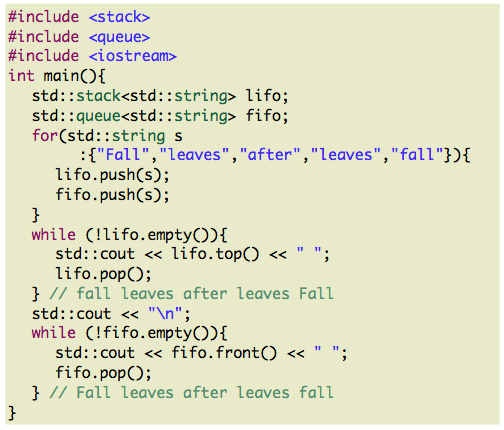 #include <stack>
#include <queue>
#include <iostream>
int main(){
std::stack<std::string> lifo;
std::queue<std::string> fifo;
for(std::string s
:{"Fall","leaves","after","leaves","fall"}){
lifo.push(s);
fifo.push(s);
}
while (!lifo.empty()){
std::cout << lifo.top() << " ";
lifo.pop();
} // fall leaves after leaves Fall
std::cout << "\n";
while (!fifo.empty()){
std::cout << fifo.front() << " ";
fifo.pop();
} // Fall leaves after leaves fall
}